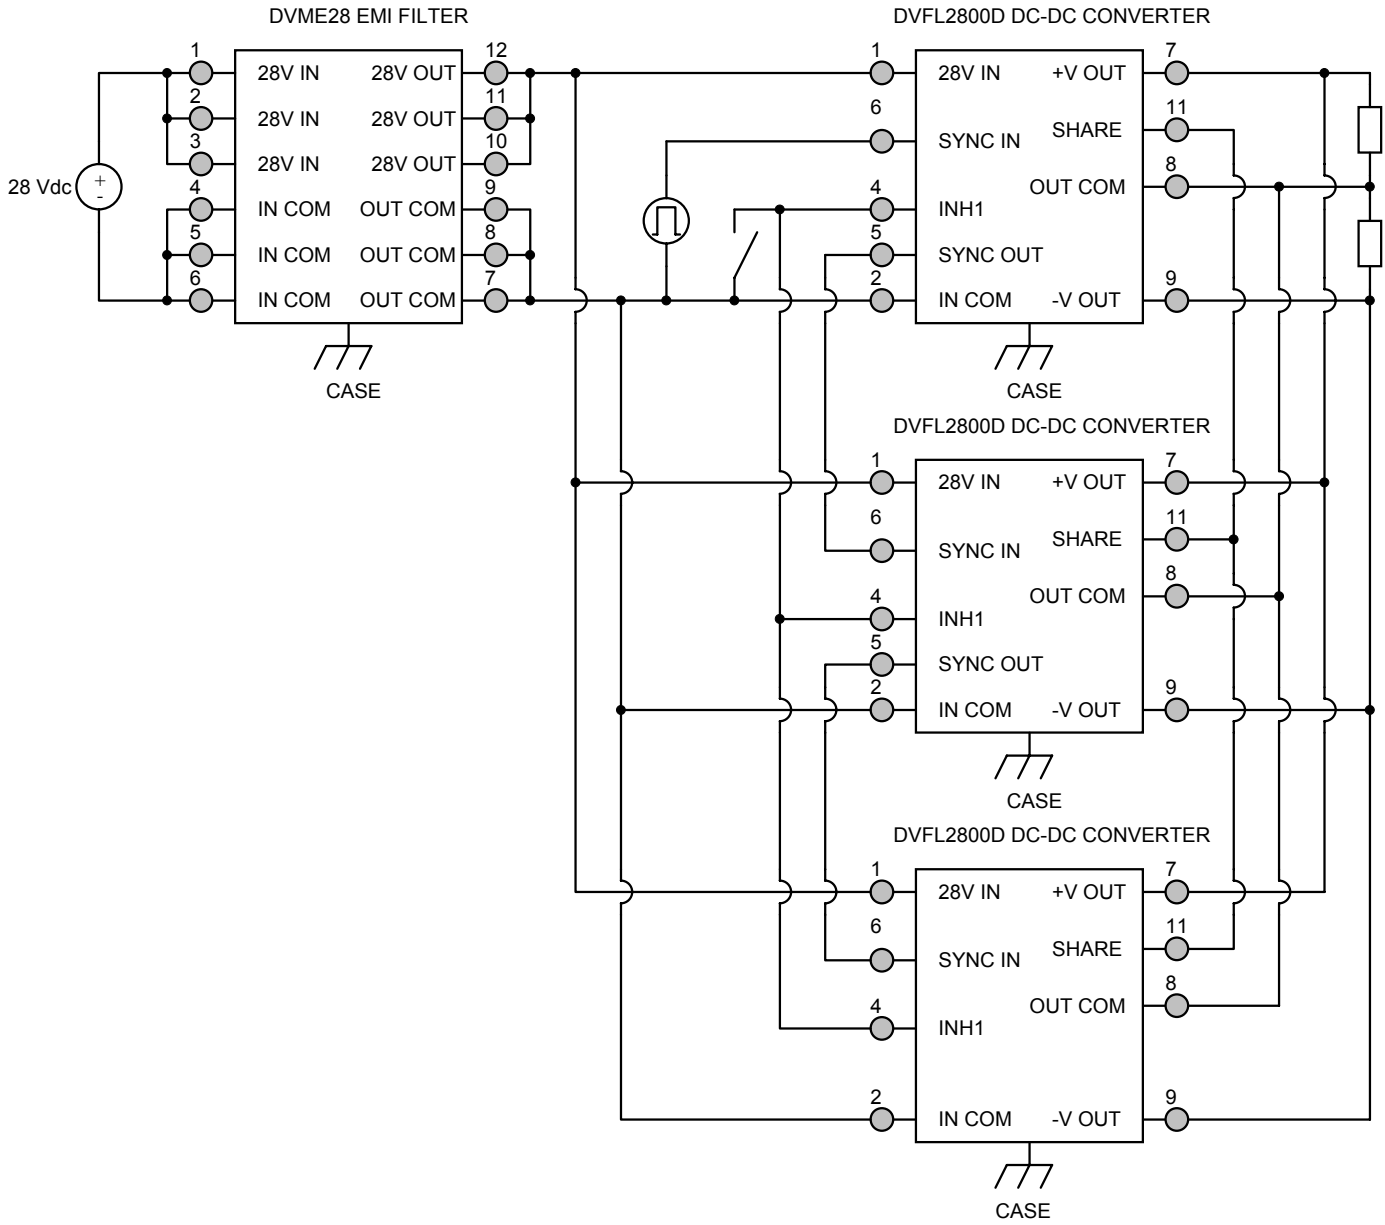 DVME28 EMI FILTER
DVFL2800D DC-DC CONVERTER
1 12 1 7
28V IN 28V OUT 28V IN +V OUT
2 11 6 11
28V IN 28V OUT SYNC IN SHARE
3 10 8
28V IN 28V OUT OUT COM
28 Vdc + -
4 9 4
IN COM OUT COM INH1
5 8 5
IN COM OUT COM SYNC OUT
6 7 2 9
IN COM OUT COM IN COM -V OUT
CASE CASE
DVFL2800D DC-DC CONVERTER
1 7
28V IN +V OUT
6 11
SYNC IN SHARE
8
OUT COM
4
INH1
5
SYNC OUT
2 9
IN COM -V OUT
CASE
DVFL2800D DC-DC CONVERTER
1 7
28V IN +V OUT
6 11
SYNC IN SHARE
8
OUT COM
4
INH1
2 9
IN COM -V OUT
CASE